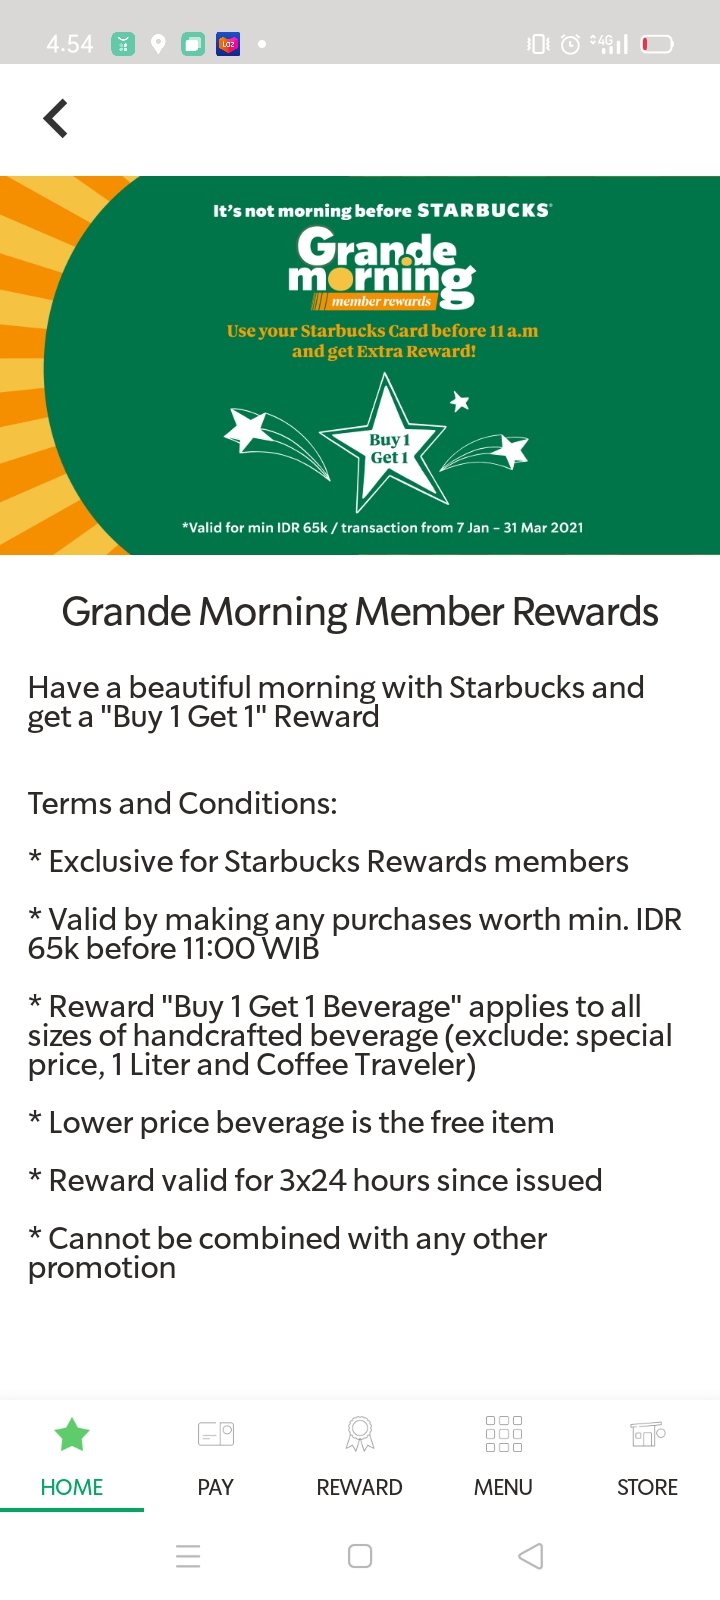 4.54
Laz
4G
It's not morning before STARBUCKS®
Grande
morning
member rewards
Use your Starbucks Card before 11 a.m
and get Extra Reward!
Buy 1
Get 1
*Valid for min IDR 65k / transaction from 7 Jan – 31 Mar 2021
Grande Morning Member Rewards
Have a beautiful morning with Starbucks and
get a "Buy 1 Get 1" Reward
Terms and Conditions:
* Exclusive for Starbucks Rewards members
* Valid by making any purchases worth min. IDR
65k before 11:00 WIB
* Reward "Buy 1 Get 1 Beverage" applies to all
sizes of handcrafted beverage (exclude: special
price, 1 Liter and Coffee Traveler)
* Lower price beverage is the free item
* Reward valid for 3x24 hours since issued
* Cannot be combined with any other
promotion
HOME
PAY
REWARD
MENU
STORE